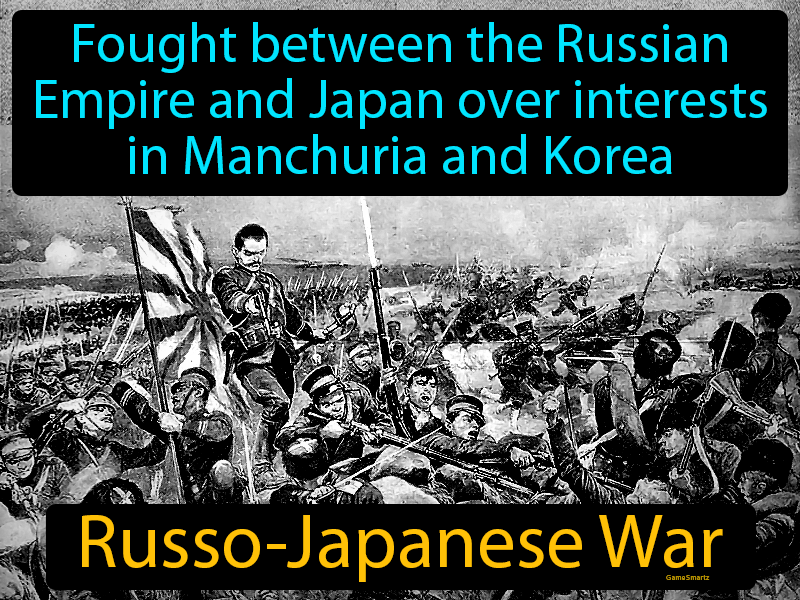 Fought between the Russian
Empire and Japan over interests
in Manchuria and Korea
Russo-Japanese War
GameSmartz